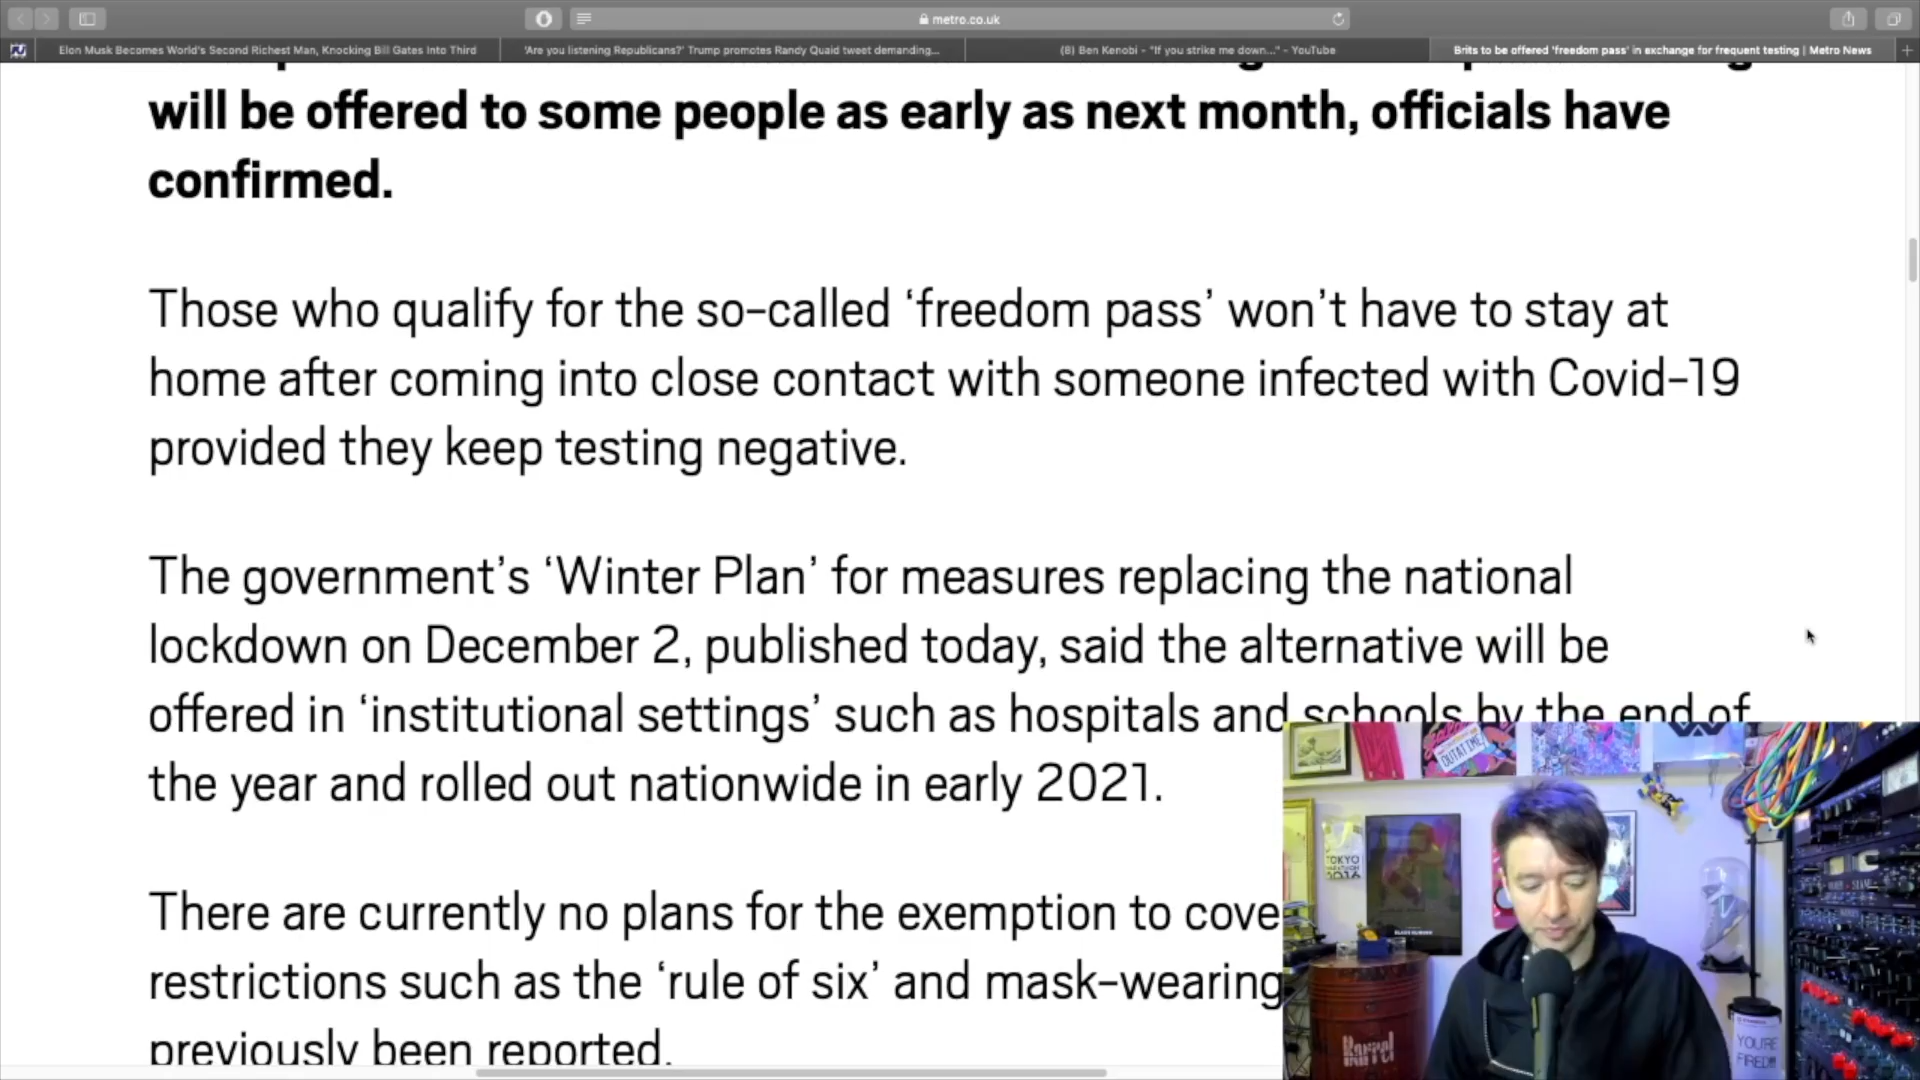 metro.co.uk
Elon Musk Becomes World's Second Richest Man, Knocking Bill Gates Into Third
'Are you listening Republicans?' Trump promotes Randy Quaid tweet demanding...
(8) Ben Kenobi - "If you strike me down..." - YouTube
Brits to be offered 'freedom pass' in exchange for frequent testing | Metro News
will be offered to some people as early as next month, officials have
confirmed.
Those who qualify for the so-called ‘freedom pass’ won’t have to stay at
home after coming into close contact with someone infected with Covid-19
provided they keep testing negative.
The government’s ‘Winter Plan’ for measures replacing the national
lockdown on December 2, published today, said the alternative will be
offered in ‘institutional settings’ such as hospitals and schools by the end of
the year and rolled out nationwide in early 2021.
There are currently no plans for the exemption to cove
restrictions such as the ‘rule of six’ and mask-wearing
previously been reported.
OUTATIME
TOKYO
2016
Barrel
YOU'RE
FIRED!!